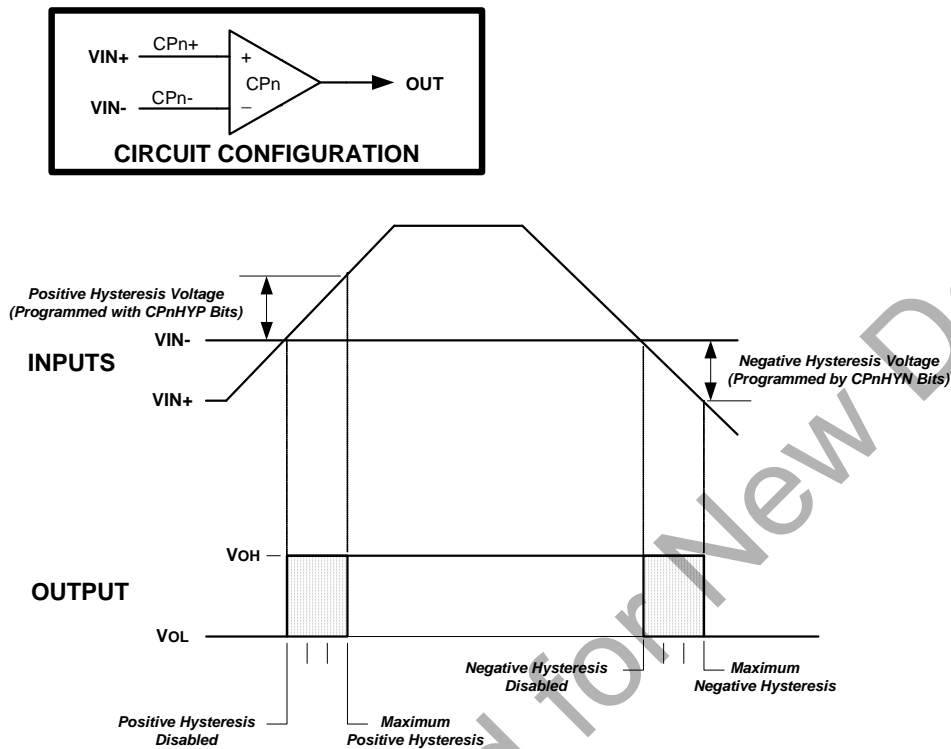 VIN+
CPn+
+
CPn
OUT
VIN-
CPn-
−
CIRCUIT CONFIGURATION
Positive Hysteresis Voltage
(Programmed with CPnHYP Bits)
VIN-
INPUTS
VIN+
Negative Hysteresis Voltage
(Programmed by CPnHYN Bits)
VOH
OUTPUT
VOL
Negative Hysteresis
Disabled
Maximum
Negative Hysteresis
Positive Hysteresis
Disabled
Maximum
Positive Hysteresis
for New D